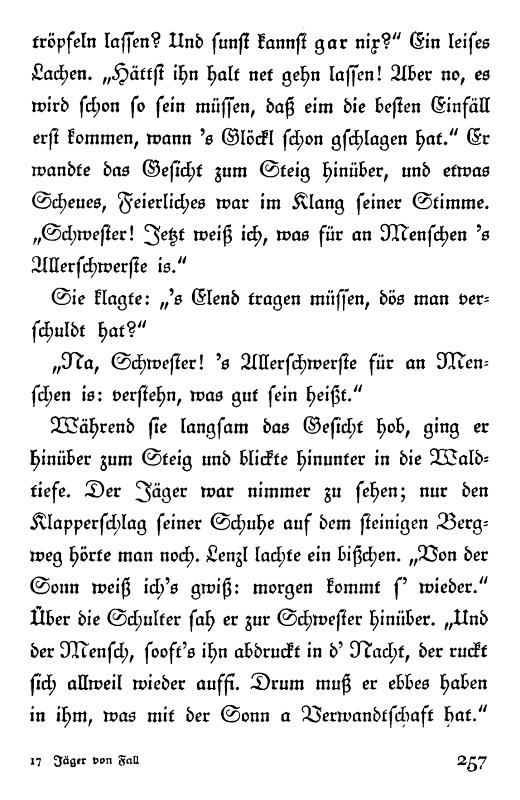 tröpfeln lassen? Und sunst kannst gar nix?“ Ein leises
Lachen. „Hättst ihn halt net gehn lassen! Aber no, es
wird schon so sein müssen, daß eim die besten Einfäll
erst kommen, wann ’s Glöckl schon gschlagen hat.“ Er
wandte das Gesicht zum Steig hinüber, und etwas
Scheues, Feierliches war im Klang seiner Stimme.
„Schwester! Jetzt weiß ich, was für an Menschen ’s
Allerschwerste is.“
Sie klagte: „’s Elend tragen müssen, dös man ver-
schuldt hat?“
„Na, Schwester! ’s Allerschwerste für an Men-
schen is: verstehn, was gut sein heißt.“
Während sie langsam das Gesicht hob, ging er
hinüber zum Steig und blickte hinunter in die Wald-
tiefe. Der Jäger war nimmer zu sehen; nur den
Klapperschlag seiner Schuhe auf dem steinigen Berg-
weg hörte man noch. Lenzl lachte ein bißchen. „Von der
Sonn weiß ich’s gwiß: morgen kommt s’ wieder.“
Über die Schulter sah er zur Schwester hinüber. „Und
der Mensch, sooft’s ihn abdruckt in d’ Nacht, der ruckt
sich allweil wieder auffi. Drum muß er ebbes haben
in ihm, was mit der Sonn a Verwandtschaft hat.“
17 Jäger von Fall 257